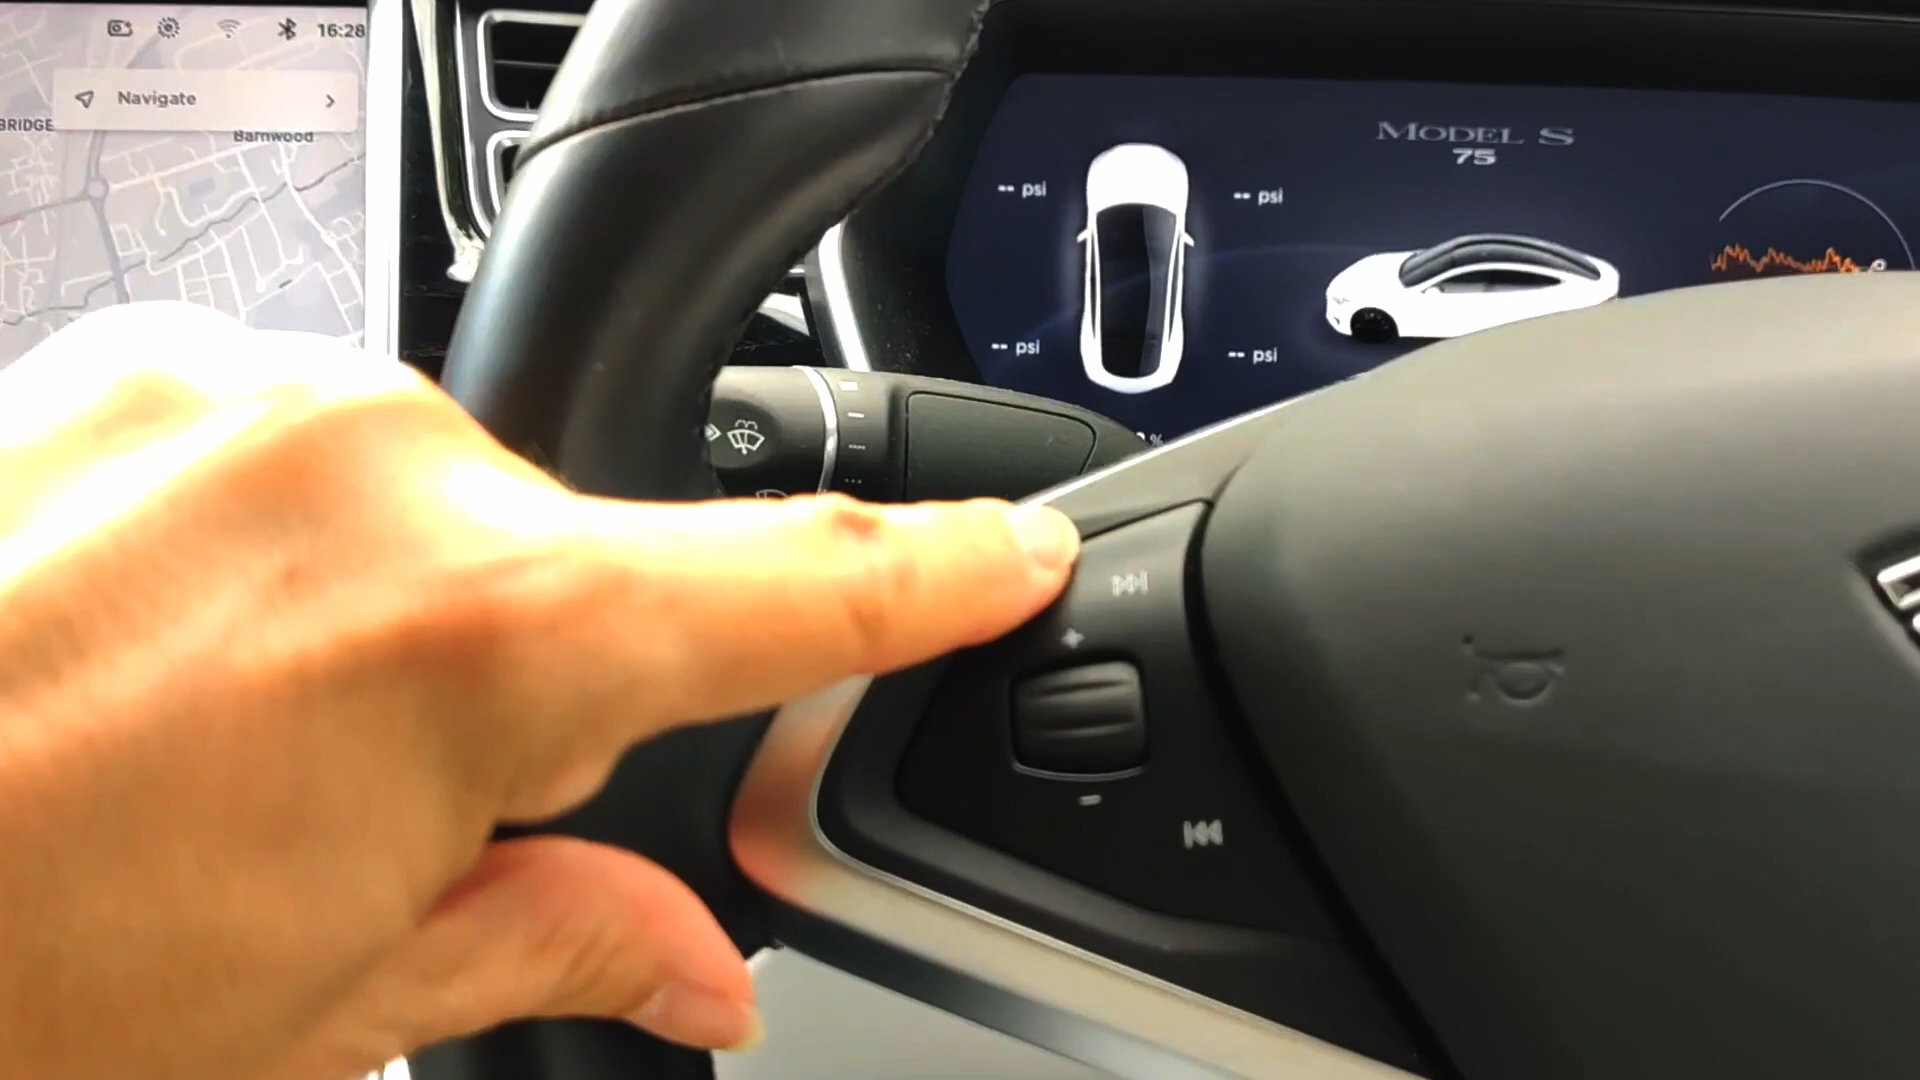 16:28
Navigate
BRIDGE
Barnwood
MODEL S
75
-- psi
-- psi
-- psi
-- psi
%